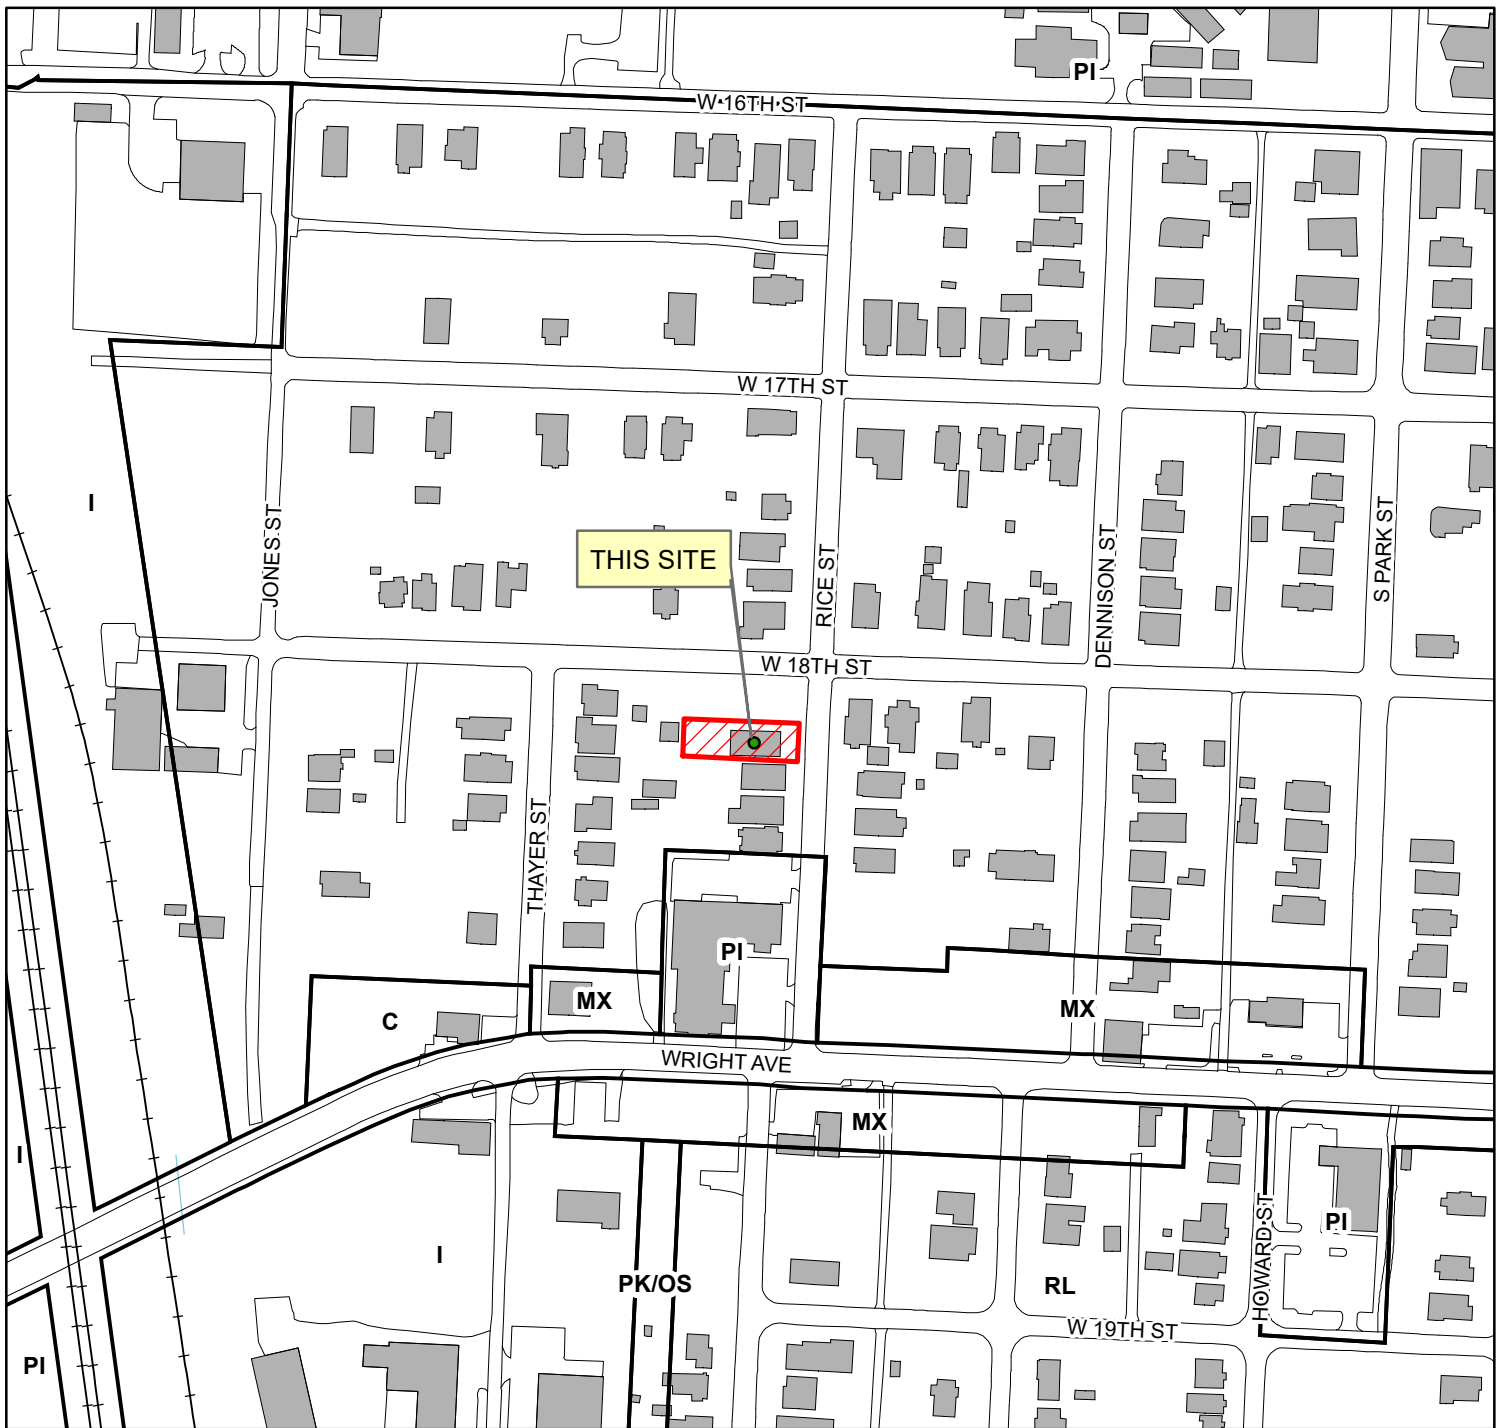 PI
W 16TH ST
W 17TH ST
I
JONES ST
THIS SITE
RICE ST
DENNISON ST
S PARK ST
W 18TH ST
THAYER ST
PI
MX
C
MX
WRIGHT AVE
MX
I
HOWARD ST
PI
I
PK/OS
RL
W 19TH ST
PI